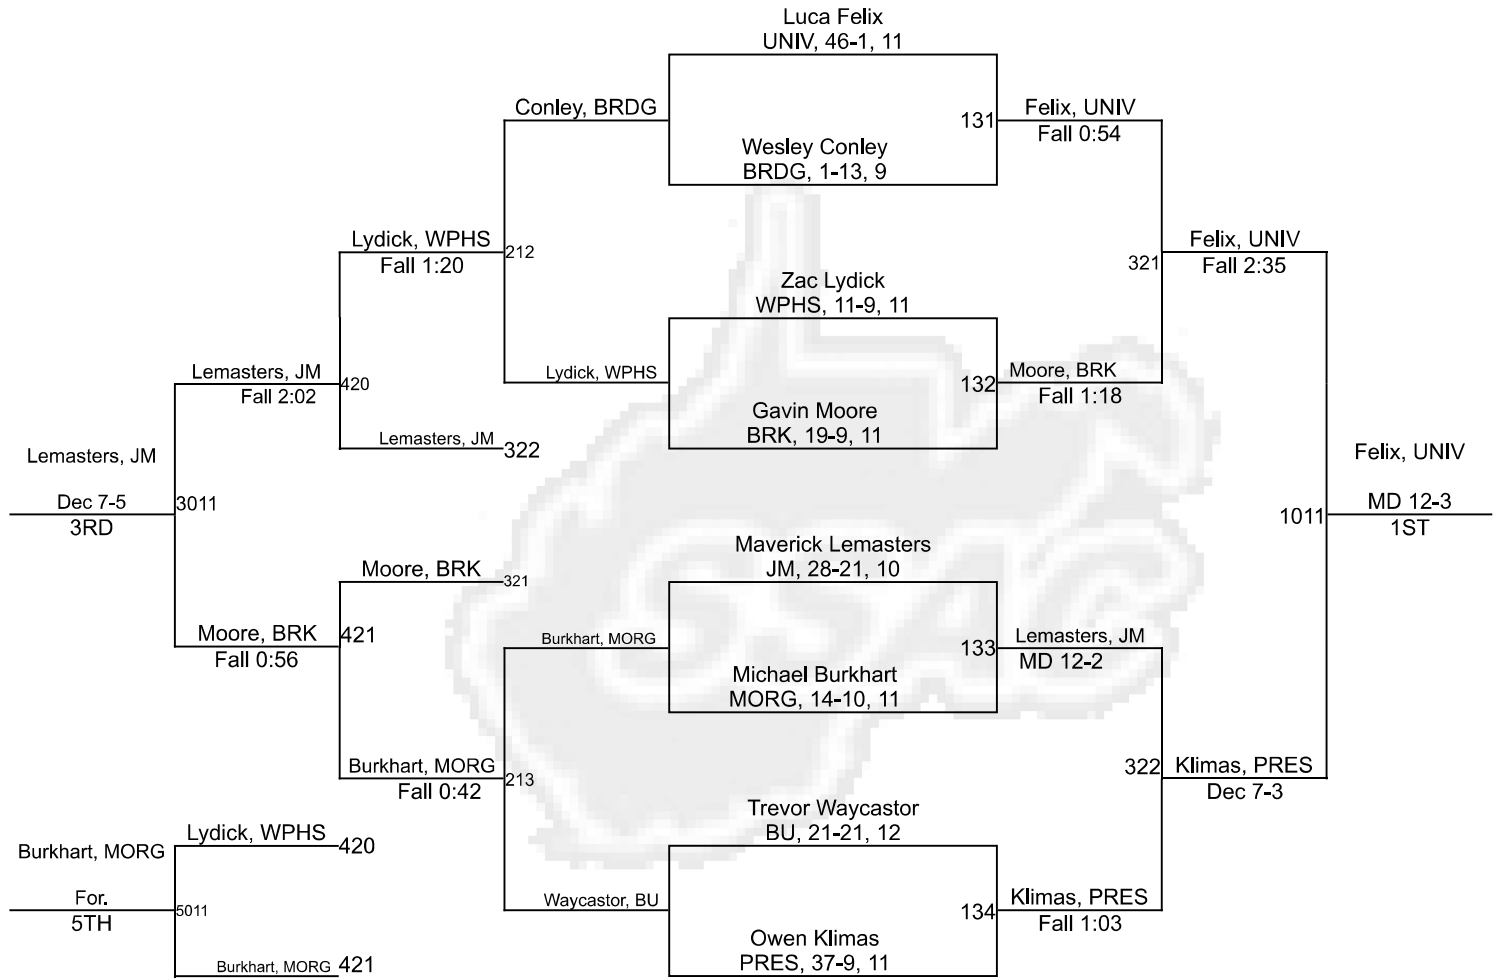 Luca Felix
UNIV, 46-1, 11
Conley, BRDG
131
Felix, UNIV
Fall 0:54
Wesley Conley
BRDG, 1-13, 9
Lydick, WPHS
Fall 1:20
212
Felix, UNIV
Fall 2:35
321
Zac Lydick
WPHS, 11-9, 11
Lemasters, JM
Fall 2:02
420
Lydick, WPHS
132
Moore, BRK
Fall 1:18
Gavin Moore
BRK, 19-9, 11
Lemasters, JM
322
Lemasters, JM
Dec 7-5
3RD
3011
Felix, UNIV
MD 12-3
1ST
1011
Maverick Lemasters
JM, 28-21, 10
Moore, BRK
321
Moore, BRK
Fall 0:56
421
Burkhart, MORG
133
Lemasters, JM
MD 12-2
Michael Burkhart
MORG, 14-10, 11
Burkhart, MORG
Fall 0:42
213
322
Klimas, PRES
Dec 7-3
Trevor Waycastor
BU, 21-21, 12
Lydick, WPHS
420
Burkhart, MORG
For.
5TH
5011
Waycastor, BU
134
Klimas, PRES
Fall 1:03
Owen Klimas
PRES, 37-9, 11
Burkhart, MORG
421
SSAC